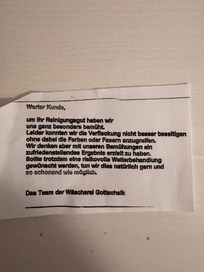 Werter Kunde,
um Ihr Reinigungsgut haben wir
uns ganz besonders bemüht.
Leider konnten wir die Verfleckung nicht besser beseitigen
ohne dabei die Farben oder Fasern anzugreifen.
Wir denken aber mit unseren Bemühungen ein
zufriedenstellendes Ergebnis erzielt zu haben.
Sollte trotzdem eine risikovolle Weiterbehandlung
gewünscht werden, tun wir dies natürlich gern und
so schonend wie möglich.
Das Team der Wäscherei Gottschalk